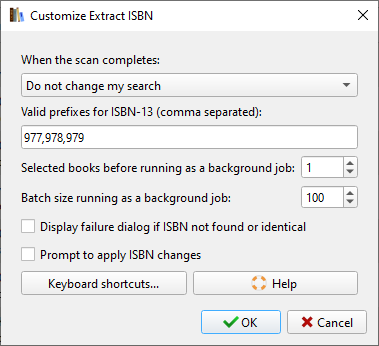 Customize Extract ISBN
When the scan completes:
Do not change my search
Valid prefixes for ISBN-13 (comma separated):
977,978,979
Selected books before running as a background job: 1
Batch size running as a background job: 100
Display failure dialog if ISBN not found or identical
Prompt to apply ISBN changes
Keyboard shortcuts... Help
OK Cancel